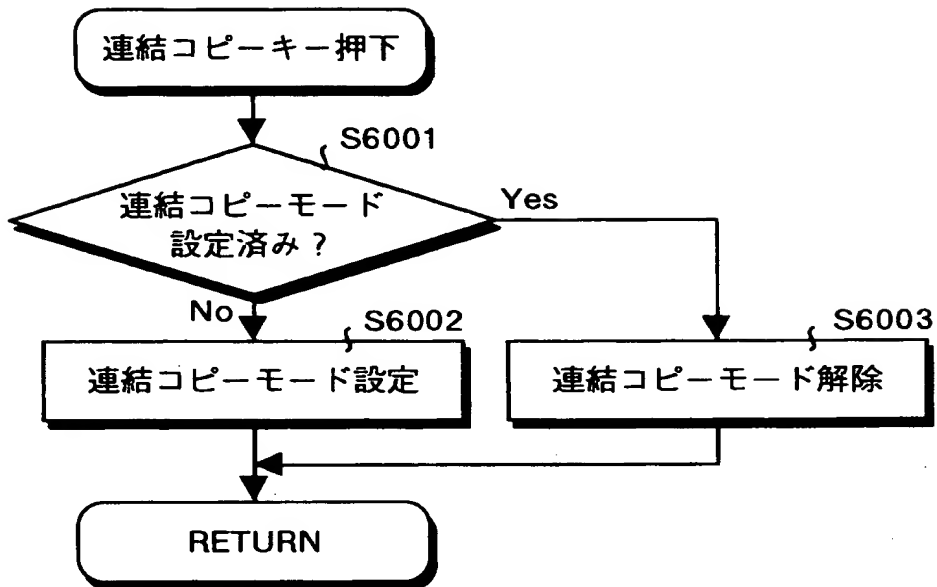 連結コピーキー押下
S6001
連結コピーモード
設定済み?
Yes
No
S6002
連結コピーモード設定
S6003
連結コピーモード解除
RETURN